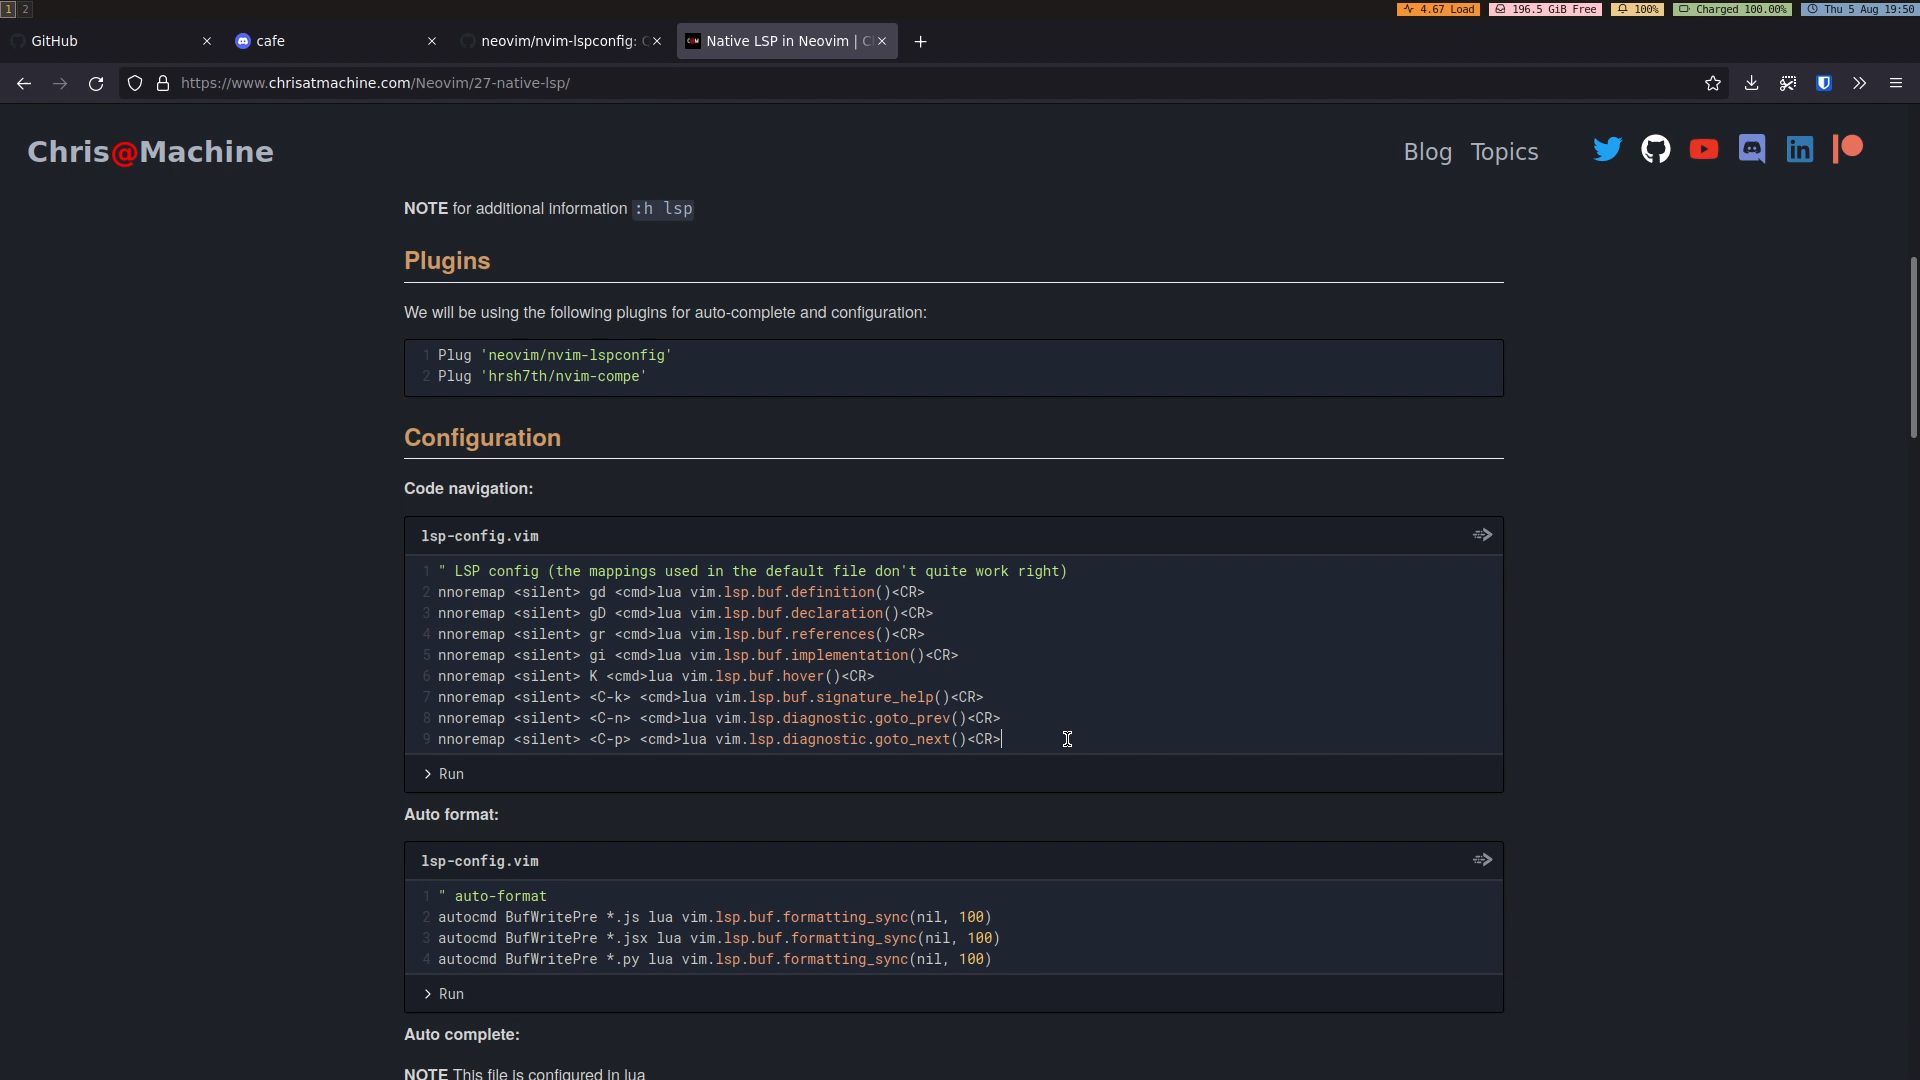 1 2
4.67 Load 196.5 GiB Free 100% Charged 100.00% Thu 5 Aug 19:50
GitHub cafe neovim/nvim-lspconfig: Native LSP in Neovim |
https://www.chrisatmachine.com/Neovim/27-native-lsp/
Chris@Machine Blog Topics
NOTE for additional information :h lsp
Plugins
We will be using the following plugins for auto-complete and configuration:
1 Plug 'neovim/nvim-lspconfig'
2 Plug 'hrsh7th/nvim-compe'
Configuration
Code navigation:
lsp-config.vim
1 " LSP config (the mappings used in the default file don't quite work right)
2 nnoremap <silent> gd <cmd>lua vim.lsp.buf.definition()<CR>
3 nnoremap <silent> gD <cmd>lua vim.lsp.buf.declaration()<CR>
4 nnoremap <silent> gr <cmd>lua vim.lsp.buf.references()<CR>
5 nnoremap <silent> gi <cmd>lua vim.lsp.buf.implementation()<CR>
6 nnoremap <silent> K <cmd>lua vim.lsp.buf.hover()<CR>
7 nnoremap <silent> <C-k> <cmd>lua vim.lsp.buf.signature_help()<CR>
8 nnoremap <silent> <C-n> <cmd>lua vim.lsp.diagnostic.goto_prev()<CR>
9 nnoremap <silent> <C-p> <cmd>lua vim.lsp.diagnostic.goto_next()<CR>
Run
Auto format:
lsp-config.vim
1 " auto-format
2 autocmd BufWritePre *.js lua vim.lsp.buf.formatting_sync(nil, 100)
3 autocmd BufWritePre *.jsx lua vim.lsp.buf.formatting_sync(nil, 100)
4 autocmd BufWritePre *.py lua vim.lsp.buf.formatting_sync(nil, 100)
Run
Auto complete:
NOTE This file is configured in lua